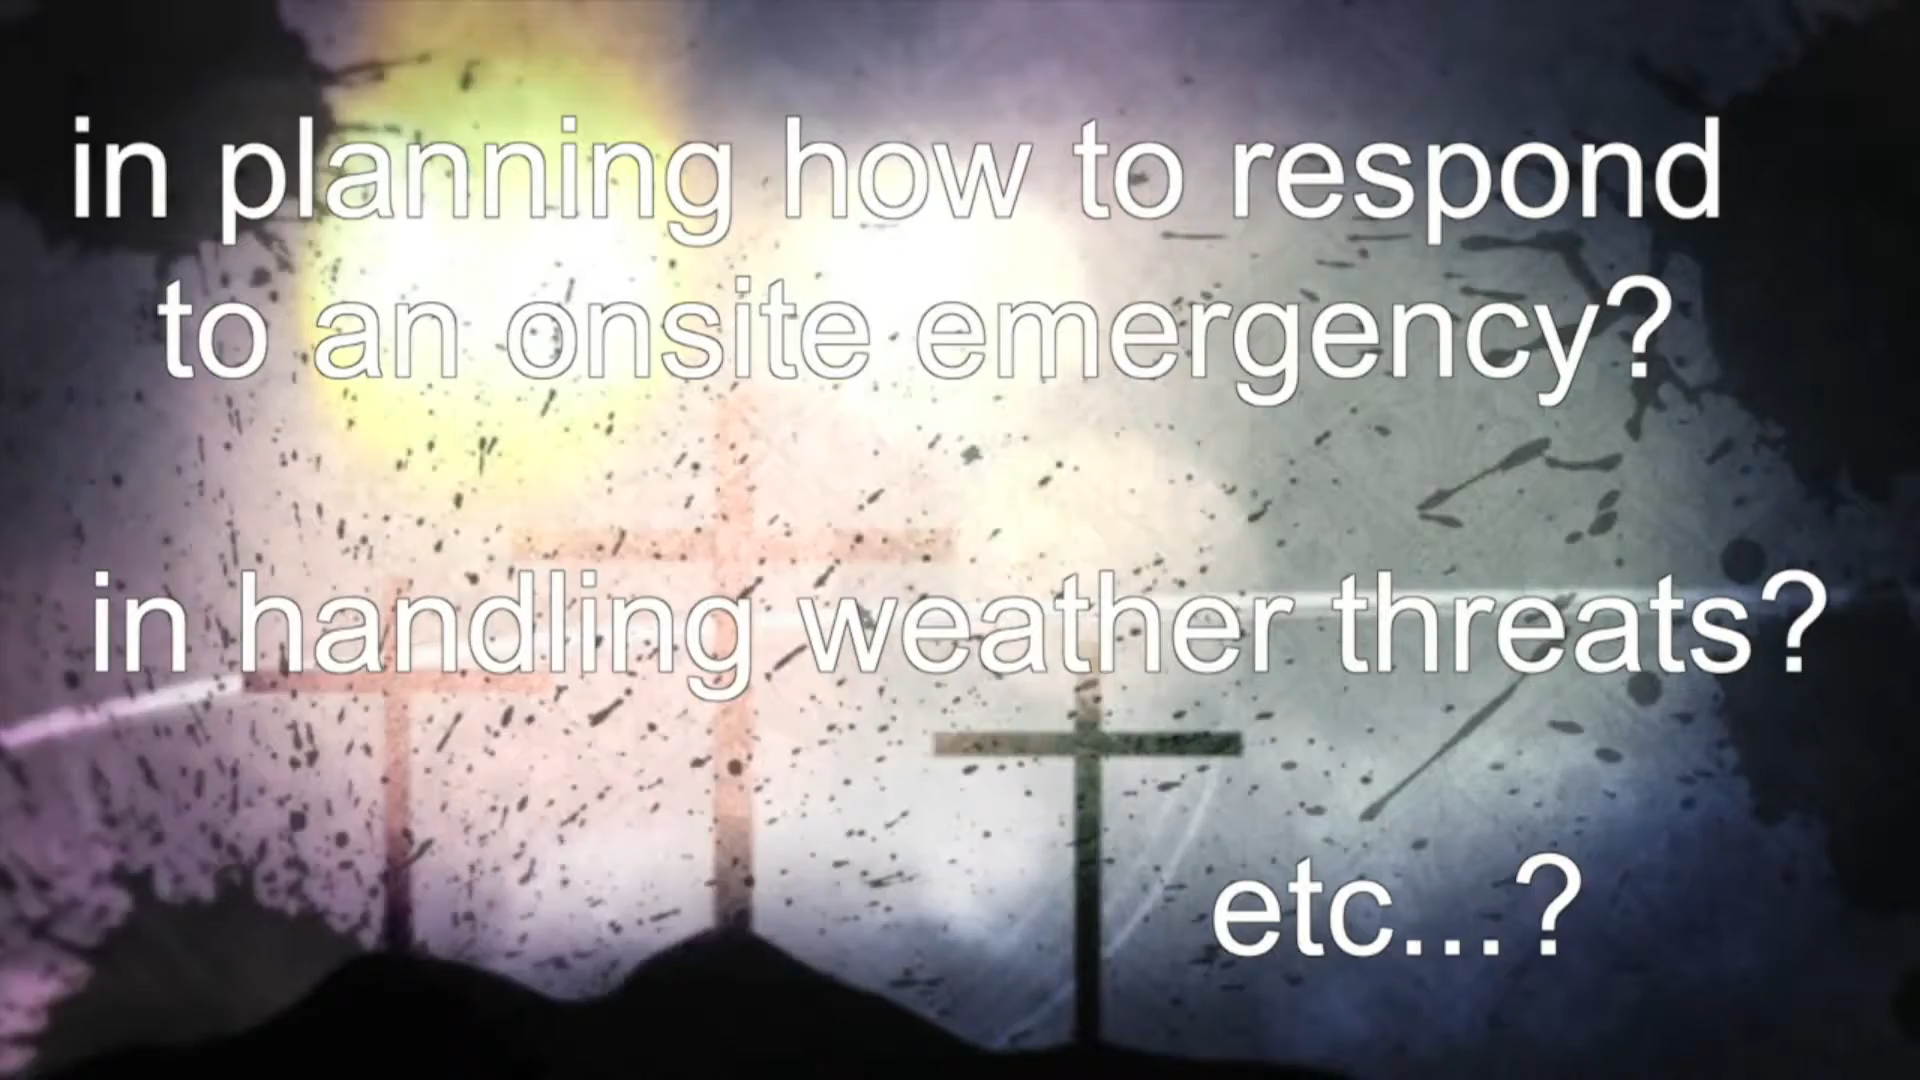 in planning how to respond
to an onsite emergency?
in handling weather threats?
etc...?